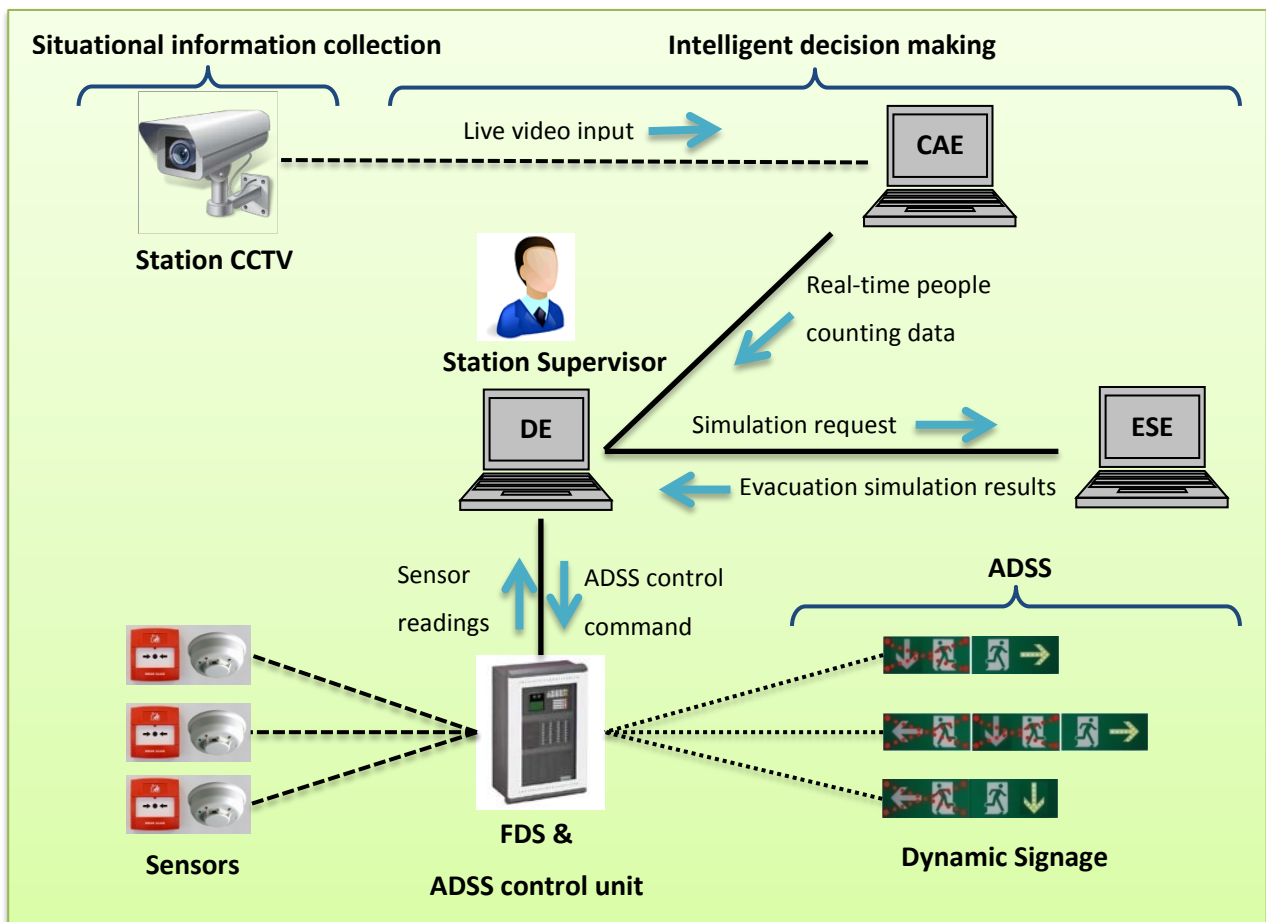 Situational information collection
Intelligent decision making
Live video input
CAE
Station CCTV
Real-time people
counting data
Station Supervisor
DE
Simulation request
ESE
Evacuation simulation results
Sensor
readings
ADSS control
command
ADSS
FDS &
ADSS control unit
Sensors
Dynamic Signage